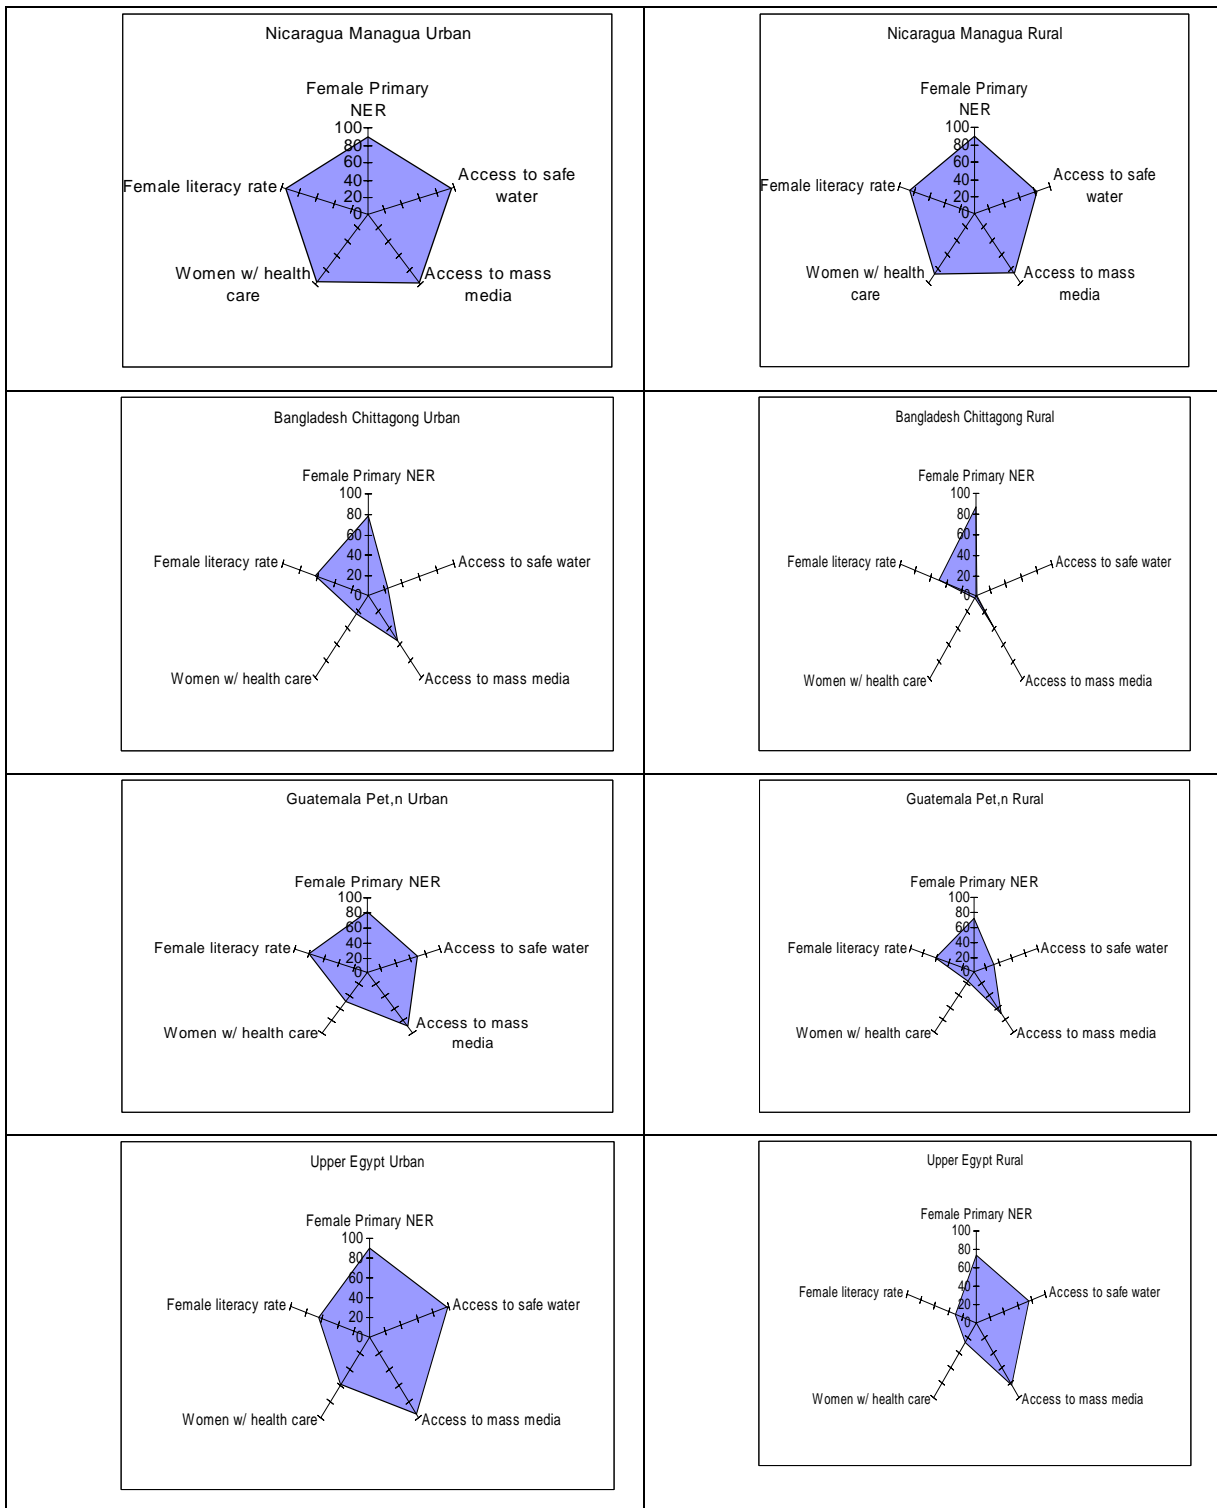 Nicaragua Managua Urban
Female Primary
NER
100
80
60
40
20
0
Access to safe
water
Access to mass
media
Women w/ health
care
Female literacy rate
Nicaragua Managua Rural
Female Primary
NER
100
80
60
40
20
0
Access to safe
water
Access to mass
media
Women w/ health
care
Female literacy rate
Bangladesh Chittagong Urban
Female Primary NER
100
80
60
40
20
0
Access to safe water
Access to mass media
Women w/ health care
Female literacy rate
Bangladesh Chittagong Rural
Female Primary NER
100
80
60
40
20
0
Access to safe water
Access to mass media
Women w/ health care
Female literacy rate
Guatemala Pet,n Urban
Female Primary NER
100
80
60
40
20
0
Access to safe water
Access to mass
media
Women w/ health care
Female literacy rate
Guatemala Pet,n Rural
Female Primary NER
100
80
60
40
20
0
Access to safe water
Access to mass media
Women w/ health care
Female literacy rate
Upper Egypt Urban
Female Primary NER
100
80
60
40
20
0
Access to safe water
Access to mass media
Women w/ health care
Female literacy rate
Upper Egypt Rural
Female Primary NER
100
80
60
40
20
0
Access to safe water
Access to mass media
Women w/ health care
Female literacy rate